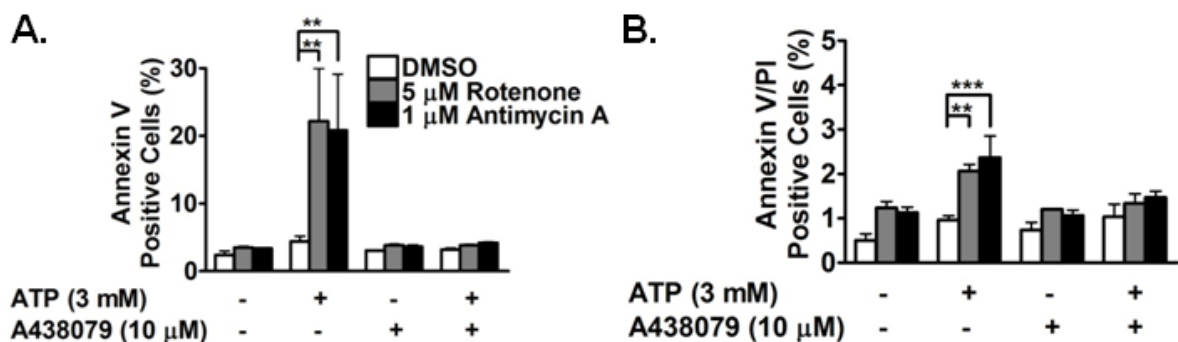 A.
Annexin V
Positive Cells (%)
30
20
10
0
**
**
DMSO
5 μM Rotenone
1 μM Antimycin A
ATP (3 mM) - + - +
A438079 (10 μM) - - + +
B.
Annexin V/PI
Positive Cells (%)
5
4
3
2
1
0
***
**
ATP (3 mM) - + - +
A438079 (10 μM) - - + +